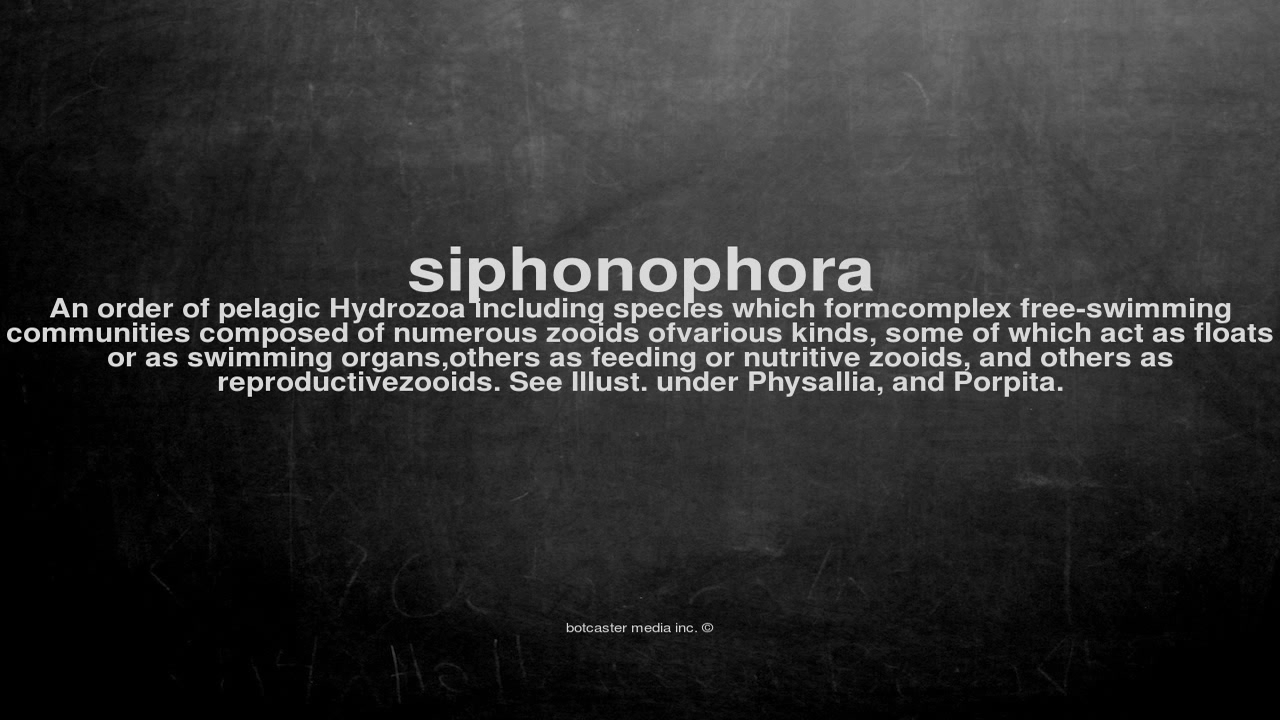 siphonophora
An order of pelagic Hydrozoa including species which formcomplex free-swimming
communities composed of numerous zooids ofvarious kinds, some of which act as floats
or as swimming organs,others as feeding or nutritive zooids, and others as
reproductivezooids. See Illust. under Physallia, and Porpita.
botcaster media inc. ©